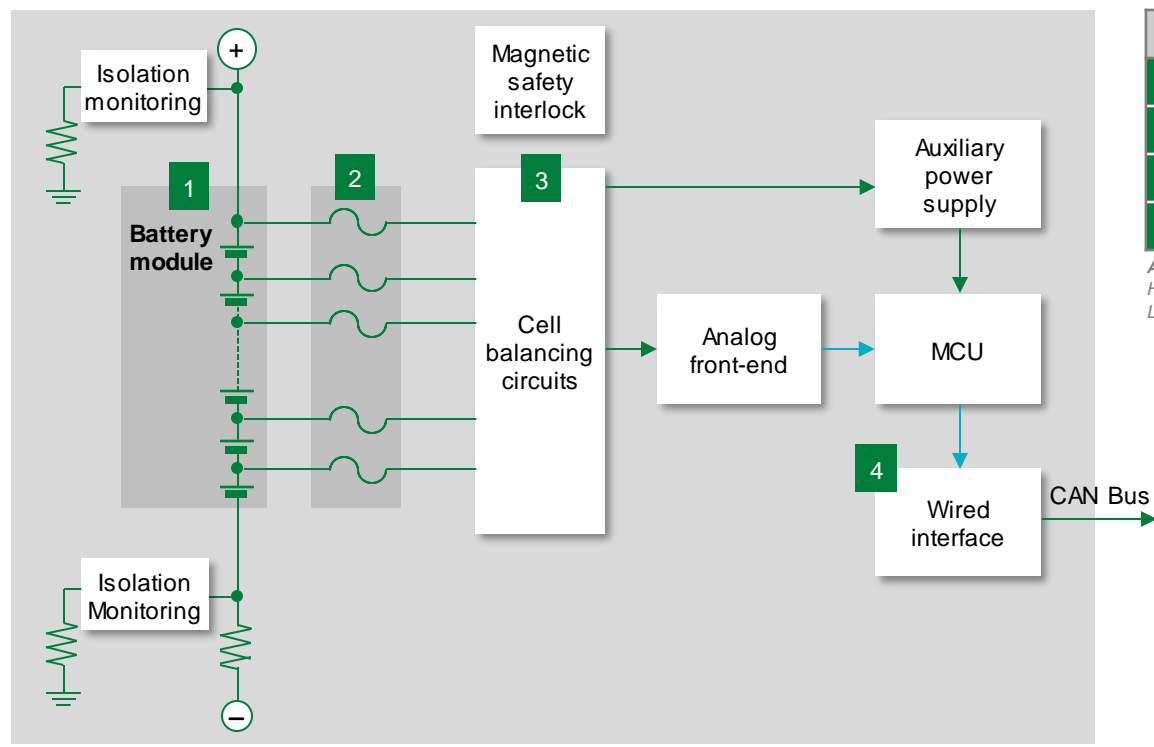 +
Isolation
monitoring
Magnetic
safety
interlock
1
2
3
Auxiliary
power
supply
Battery
module
Cell
balancing
circuits
Analog
front-end
MCU
4
Wired
interface
CAN Bus
Isolation
Monitoring
−
A
H
L